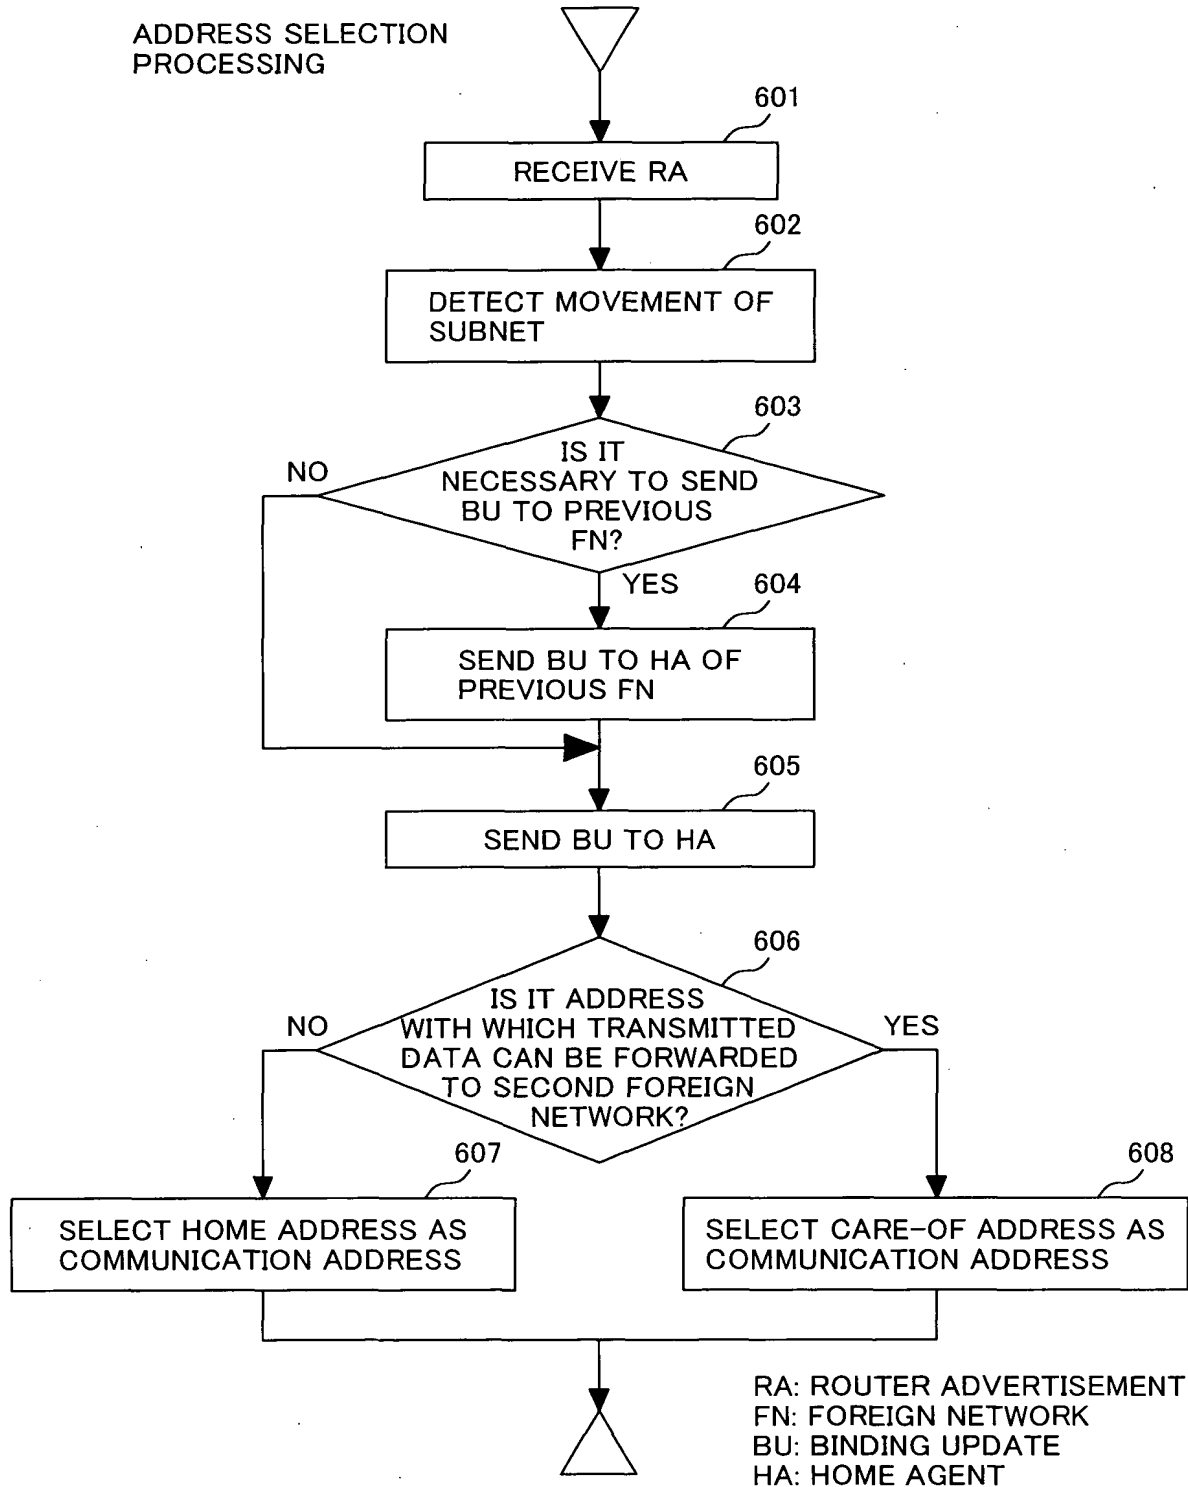 ADDRESS SELECTION
PROCESSING
601
RECEIVE RA
602
DETECT MOVEMENT OF
SUBNET
603
IS IT
NECESSARY TO SEND
BU TO PREVIOUS
FN?
NO
YES
604
SEND BU TO HA OF
PREVIOUS FN
605
SEND BU TO HA
606
IS IT ADDRESS
WITH WHICH TRANSMITTED
DATA CAN BE FORWARDED
TO SECOND FOREIGN
NETWORK?
NO
YES
607
SELECT HOME ADDRESS AS
COMMUNICATION ADDRESS
608
SELECT CARE-OF ADDRESS AS
COMMUNICATION ADDRESS
RA: ROUTER ADVERTISEMENT
FN: FOREIGN NETWORK
BU: BINDING UPDATE
HA: HOME AGENT